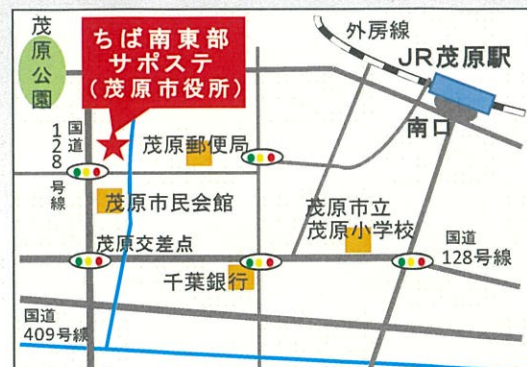 茂原公園
ちば南東部
サポステ
(茂原市役所)
外房線
JR茂原駅
南口
国道
128
号線
茂原郵便局
茂原市民会館
茂原市立
茂原小学校
茂原交差点
国道
128号線
千葉銀行
国道
409号線